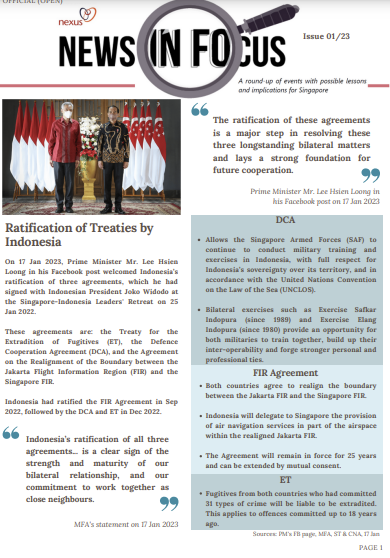 OFFICIAL (OPEN)
nexus
NEWS IN FOCUS
Issue 01/23
A round-up of events with possible lessons
and implications for Singapore
Ratification of Treaties by
Indonesia
On 17 Jan 2023, Prime Minister Mr. Lee Hsien
Loong in his Facebook post welcomed Indonesia's
ratification of three agreements, which he had
signed with Indonesian President Joko Widodo at
the Singapore-Indonesia Leaders' Retreat on 25
Jan 2022.
These agreements are: the Treaty for the
Extradition of Fugitives (ET), the Defence
Cooperation Agreement (DCA), and the Agreement
on the Realignment of the Boundary between the
Jakarta Flight Information Region (FIR) and the
Singapore FIR.
Indonesia had ratified the FIR Agreement in Sep
2022, followed by the DCA and ET in Dec 2022.
“
Indonesia's ratification of all three
agreements... is a clear sign of the
strength and maturity of our
bilateral relationship, and our
commitment to work together as
close neighbours.
”
MFA's statement on 17 Jan 2023
“
The ratification of these agreements
is a major step in resolving these
three longstanding bilateral matters
and lays a strong foundation for
future cooperation.
”
Prime Minister Mr. Lee Hsien Loong in
his Facebook post on 17 Jan 2023
DCA
• Allows the Singapore Armed Forces (SAF) to
continue to conduct military training and
exercises in Indonesia, with full respect for
Indonesia's sovereignty over its territory, and in
accordance with the United Nations Convention
on the Law of the Sea (UNCLOS).
• Bilateral exercises such as Exercise Safkar
Indopura (since 1989) and Exercise Elang
Indopura (since 1980) provide an opportunity for
both militaries to train together, build up their
inter-operability and forge stronger personal and
professional ties.
FIR Agreement
• Both countries agree to realign the boundary
between the Jakarta FIR and the Singapore FIR.
• Indonesia will delegate to Singapore the provision
of air navigation services in part of the airspace
within the realigned Jakarta FIR.
• The Agreement will remain in force for 25 years
and can be extended by mutual consent.
ET
• Fugitives from both countries who had committed
31 types of crime will be liable to be extradited.
This applies to offences committed up to 18 years
ago.
Sources: PM's FB page, MFA, ST & CNA, 17 Jan
PAGE 1